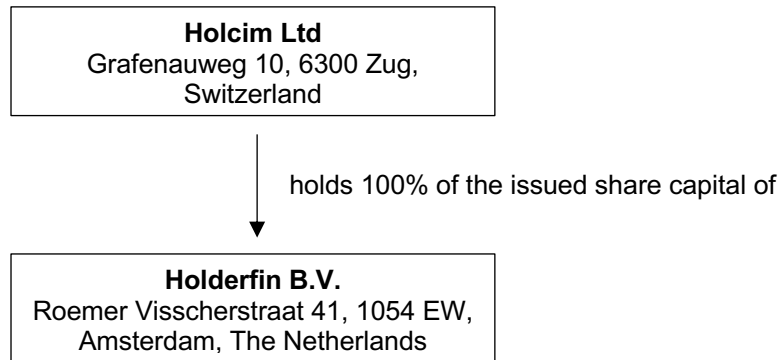 Holcim Ltd
Grafenauweg 10, 6300 Zug,
Switzerland
holds 100% of the issued share capital of
Holderfin B.V.
Roemer Visscherstraat 41, 1054 EW,
Amsterdam, The Netherlands